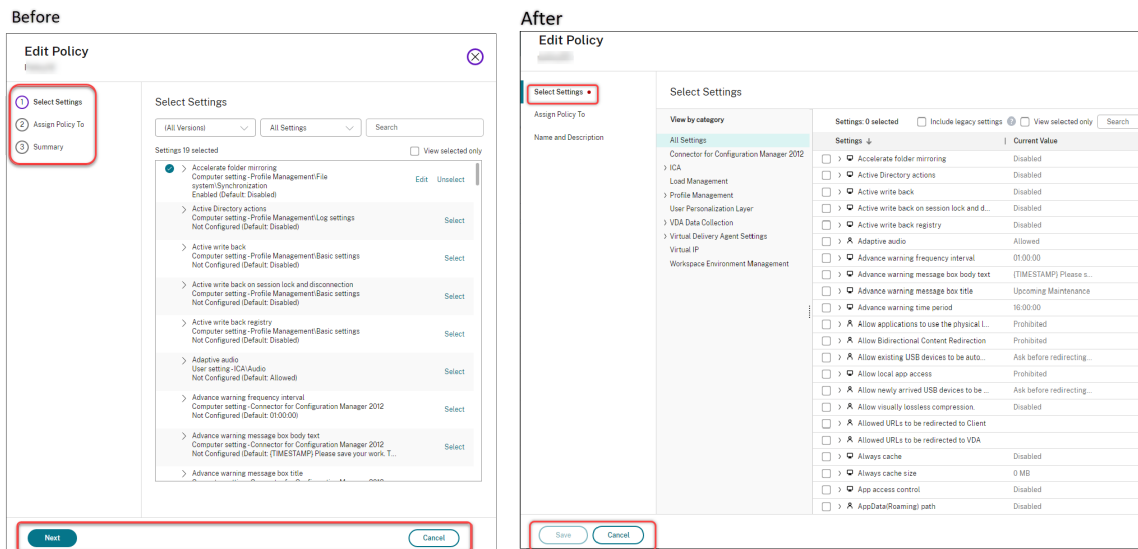 Before
Edit Policy
1 Select Settings
2 Assign Policy To
3 Summary
Select Settings
(All Versions)
All Settings
Search
Settings 19 selected
View selected only
Accelerate folder mirroring
Computer setting - Profile Management\File
system\Synchronization
Enabled (Default: Disabled)
Edit Unselect
Active Directory actions
Computer setting - Profile Management\Log settings
Not Configured (Default: Disabled)
Select
Active write back
Computer setting - Profile Management\Basic settings
Not Configured (Default: Disabled)
Select
Active write back on session lock and disconnection
Computer setting - Profile Management\Basic settings
Not Configured (Default: Disabled)
Select
Active write back registry
Computer setting - Profile Management\Basic settings
Not Configured (Default: Disabled)
Select
Adaptive audio
User setting - ICA\Audio
Not Configured (Default: Allowed)
Select
Advance warning frequency interval
Computer setting - Connector for Configuration Manager 2012
Not Configured (Default: 01:00:00)
Select
Advance warning message box body text
Computer setting - Connector for Configuration Manager 2012
Not Configured (Default: {TIMESTAMP} Please save your work. T...
Select
Advance warning message box title
Next
Cancel
After
Edit Policy
Select Settings
Assign Policy To
Name and Description
Select Settings
View by category
All Settings
Connector for Configuration Manager 2012
ICA
Load Management
Profile Management
User Personalization Layer
VDA Data Collection
Virtual Delivery Agent Settings
Virtual IP
Workspace Environment Management
Settings: 0 selected
Include legacy settings
View selected only
Search
Settings ↓ Current Value
Accelerate folder mirroring Disabled
Active Directory actions Disabled
Active write back Disabled
Active write back on session lock and d... Disabled
Active write back registry Disabled
Adaptive audio Allowed
Advance warning frequency interval 01:00:00
Advance warning message box body text {TIMESTAMP} Please s...
Advance warning message box title Upcoming Maintenance
Advance warning time period 16:00:00
Allow applications to use the physical l... Prohibited
Allow Bidirectional Content Redirection Prohibited
Allow existing USB devices to be auto... Ask before redirecting...
Allow local app access Prohibited
Allow newly arrived USB devices to be ... Ask before redirecting...
Allow visually lossless compression. Disabled
Allowed URLs to be redirected to Client
Allowed URLs to be redirected to VDA
Always cache Disabled
Always cache size 0 MB
App access control Disabled
AppData(Roaming) path Disabled
Save
Cancel